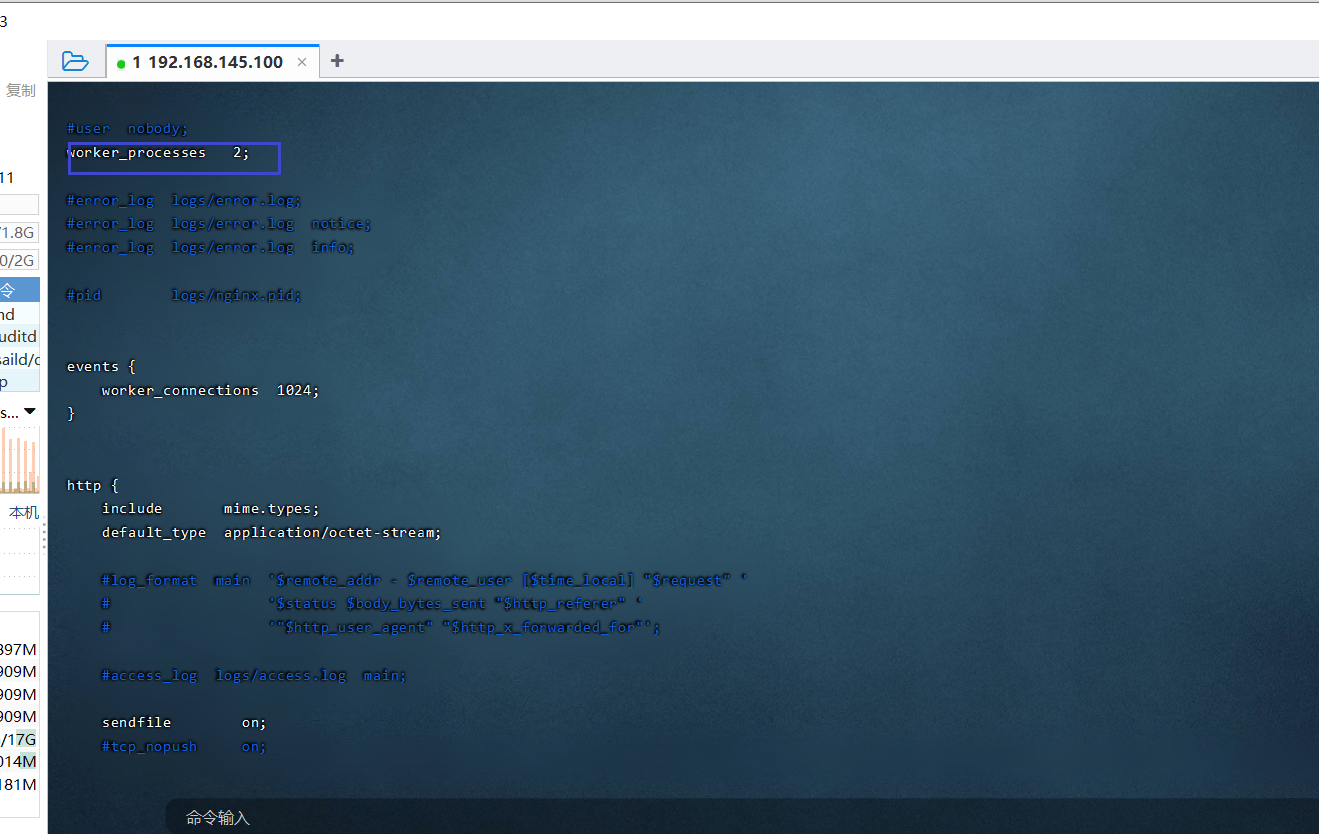 3
1 192.168.145.100 × +
复制
#user  nobody;
worker_processes   2;
11
#error_log  logs/error.log;
#error_log  logs/error.log  notice;
/1.8G
#error_log  logs/error.log  info;
0/2G
令
#pid        logs/nginx.pid;
nd
uditd
saild/c
events {
p
    worker_connections  1024;
}
s...
http {
    include       mime.types;
本机
    default_type  application/octet-stream;
    #log_format  main  '$remote_addr - $remote_user [$time_local] "$request" '
    #                  '$status $body_bytes_sent "$http_referer" '
    #                  '"$http_user_agent" "$http_x_forwarded_for"';
397M
909M
    #access_log  logs/access.log  main;
909M
909M
    sendfile        on;
/17G
    #tcp_nopush     on;
014M
181M
命令输入